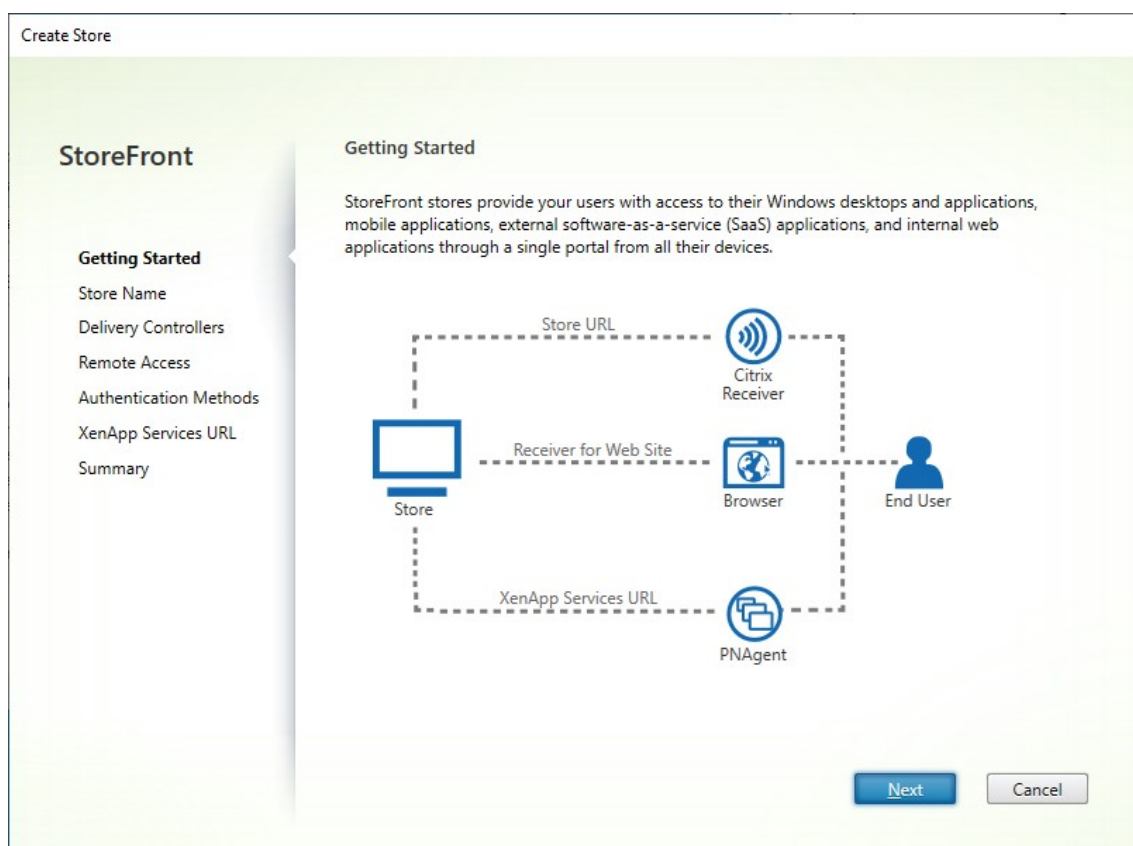 Create Store
StoreFront
Getting Started
Store Name
Delivery Controllers
Remote Access
Authentication Methods
XenApp Services URL
Summary
Getting Started
StoreFront stores provide your users with access to their Windows desktops and applications,
mobile applications, external software-as-a-service (SaaS) applications, and internal web
applications through a single portal from all their devices.
Store URL
Citrix
Receiver
Receiver for Web Site
Store
Browser
End User
XenApp Services URL
PNAgent
Next
Cancel